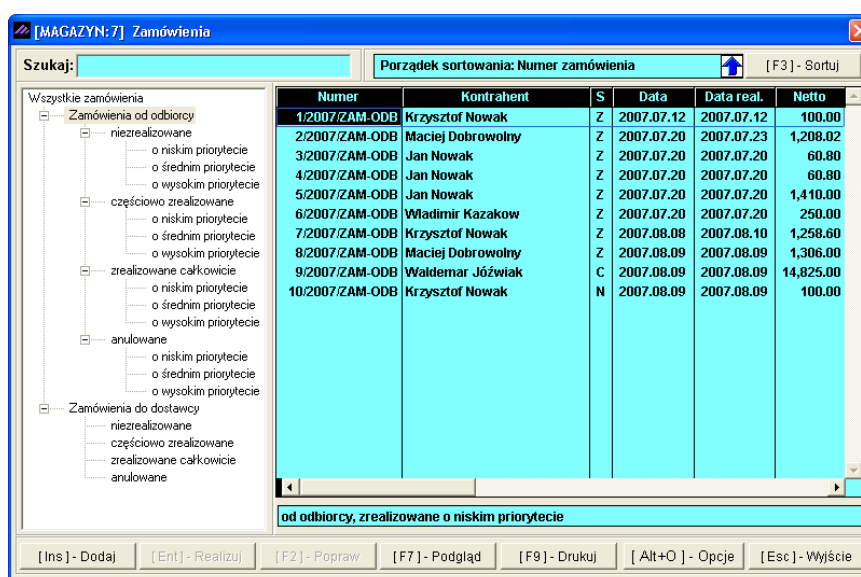 [MAGAZYN: 7] Zamówienia
Szukaj:
Porządek sortowania: Numer zamówienia
[F3] - Sortuj
Wszystkie zamówienia
Zamówienia od odbiorcy
niezrealizowane
o niskim priorytecie
o średnim priorytecie
o wysokim priorytecie
częściowo zrealizowane
o niskim priorytecie
o średnim priorytecie
o wysokim priorytecie
zrealizowane całkowicie
o niskim priorytecie
o średnim priorytecie
o wysokim priorytecie
anulowane
o niskim priorytecie
o średnim priorytecie
o wysokim priorytecie
Zamówienia do dostawcy
niezrealizowane
częściowo zrealizowane
zrealizowane całkowicie
anulowane
Numer Kontrahent S Data Data real. Netto
1/2007/ZAM-ODB Krzysztof Nowak Z 2007.07.12 2007.07.12 100.00
2/2007/ZAM-ODB Maciej Dobrowolny Z 2007.07.20 2007.07.23 1,208.02
3/2007/ZAM-ODB Jan Nowak Z 2007.07.20 2007.07.20 60.80
4/2007/ZAM-ODB Jan Nowak Z 2007.07.20 2007.07.20 60.80
5/2007/ZAM-ODB Jan Nowak Z 2007.07.20 2007.07.20 1,410.00
6/2007/ZAM-ODB Wladimir Kazakow Z 2007.07.20 2007.07.20 250.00
7/2007/ZAM-ODB Krzysztof Nowak Z 2007.08.08 2007.08.10 1,258.60
8/2007/ZAM-ODB Maciej Dobrowolny Z 2007.08.09 2007.08.09 1,306.00
9/2007/ZAM-ODB Waldemar Jóźwiak C 2007.08.09 2007.08.09 14,825.00
10/2007/ZAM-ODB Krzysztof Nowak N 2007.08.09 2007.08.09 100.00
od odbiorcy, zrealizowane o niskim priorytecie
[Ins] - Dodaj [Ent] - Realizuj [F2] - Popraw [F7] - Podgląd [F9] - Drukuj [Alt+O ] - Opcje [Esc] - Wyjście